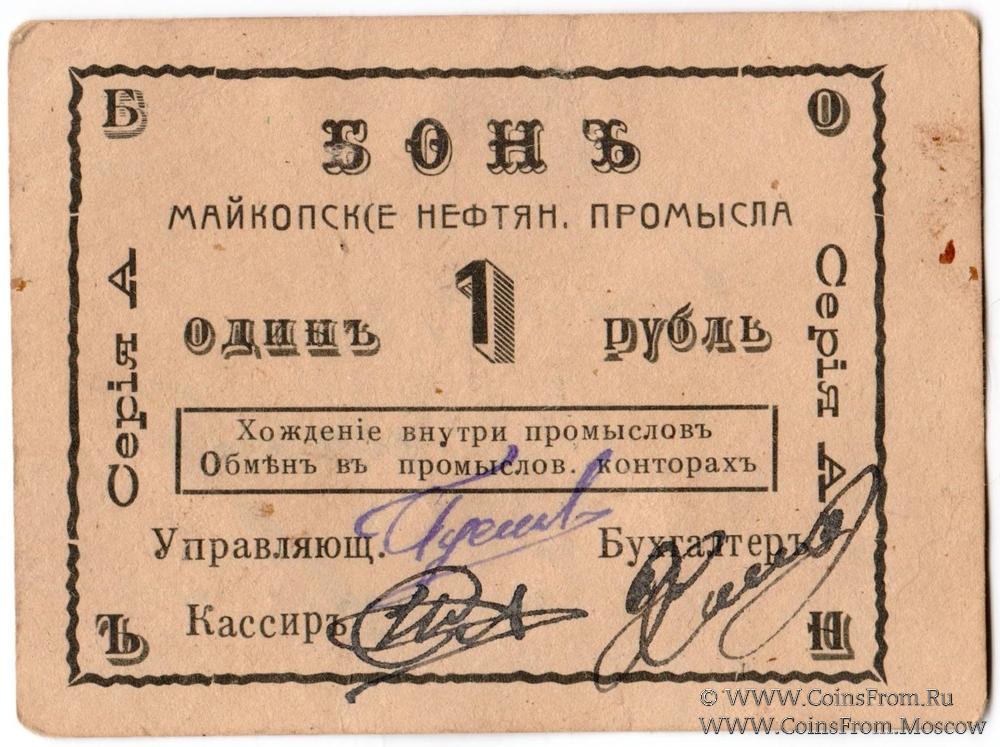 Б О
БОНЪ
МАЙКОПСК(Е НЕФТЯН. ПРОМЫСЛА
Серія А
Серія А
ОДИНЪ 1 РУБЛЬ
Хожденіе внутри промысловъ
Обмѣнъ въ промыслов. конторахъ
Управляющ. Бухгалтеръ
Кассиръ
Ъ Н
© WWW.CoinsFrom.Ru
WWW.CoinsFrom.Moscow